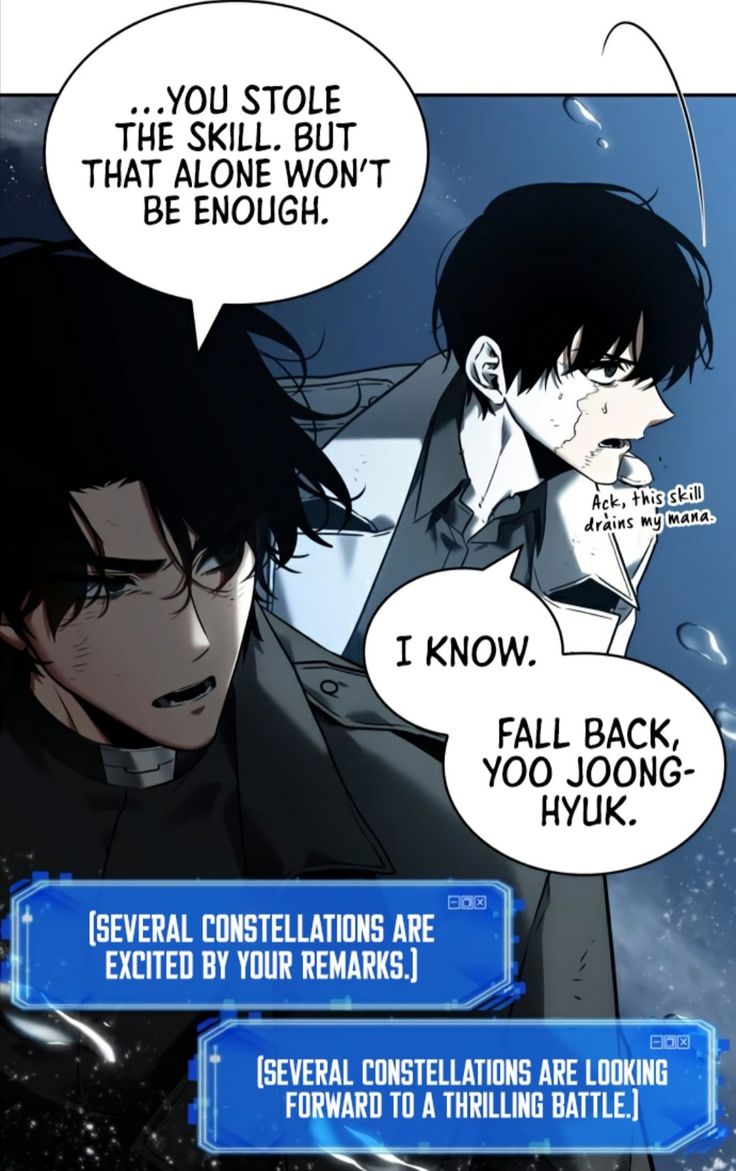 ...YOU STOLE
THE SKILL. BUT
THAT ALONE WON'T
BE ENOUGH.
Ack, this skill
drains my mana.
I KNOW.
FALL BACK,
YOO JOONG-
HYUK.
[SEVERAL CONSTELLATIONS ARE
EXCITED BY YOUR REMARKS.]
[SEVERAL CONSTELLATIONS ARE LOOKING
FORWARD TO A THRILLING BATTLE.]